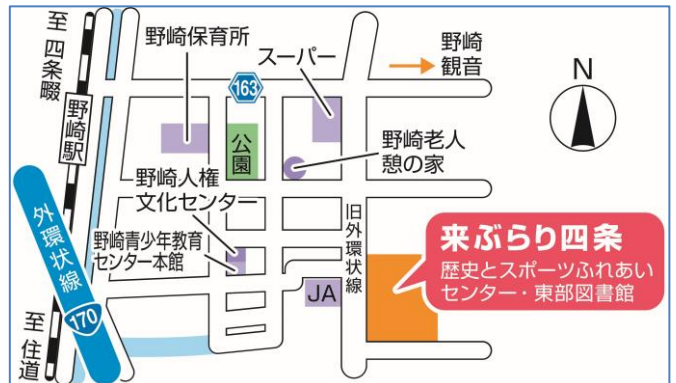 至
四条畷
野崎駅
外環状線
170
至
住道
野崎保育所
スーパー
163
野崎
観音
N
公園
野崎老人
憩の家
野崎人権
文化センター
野崎青少年教育
センター本館
旧外環状線
JA
来ぶらり四条
歴史とスポーツふれあい
センター・東部図書館